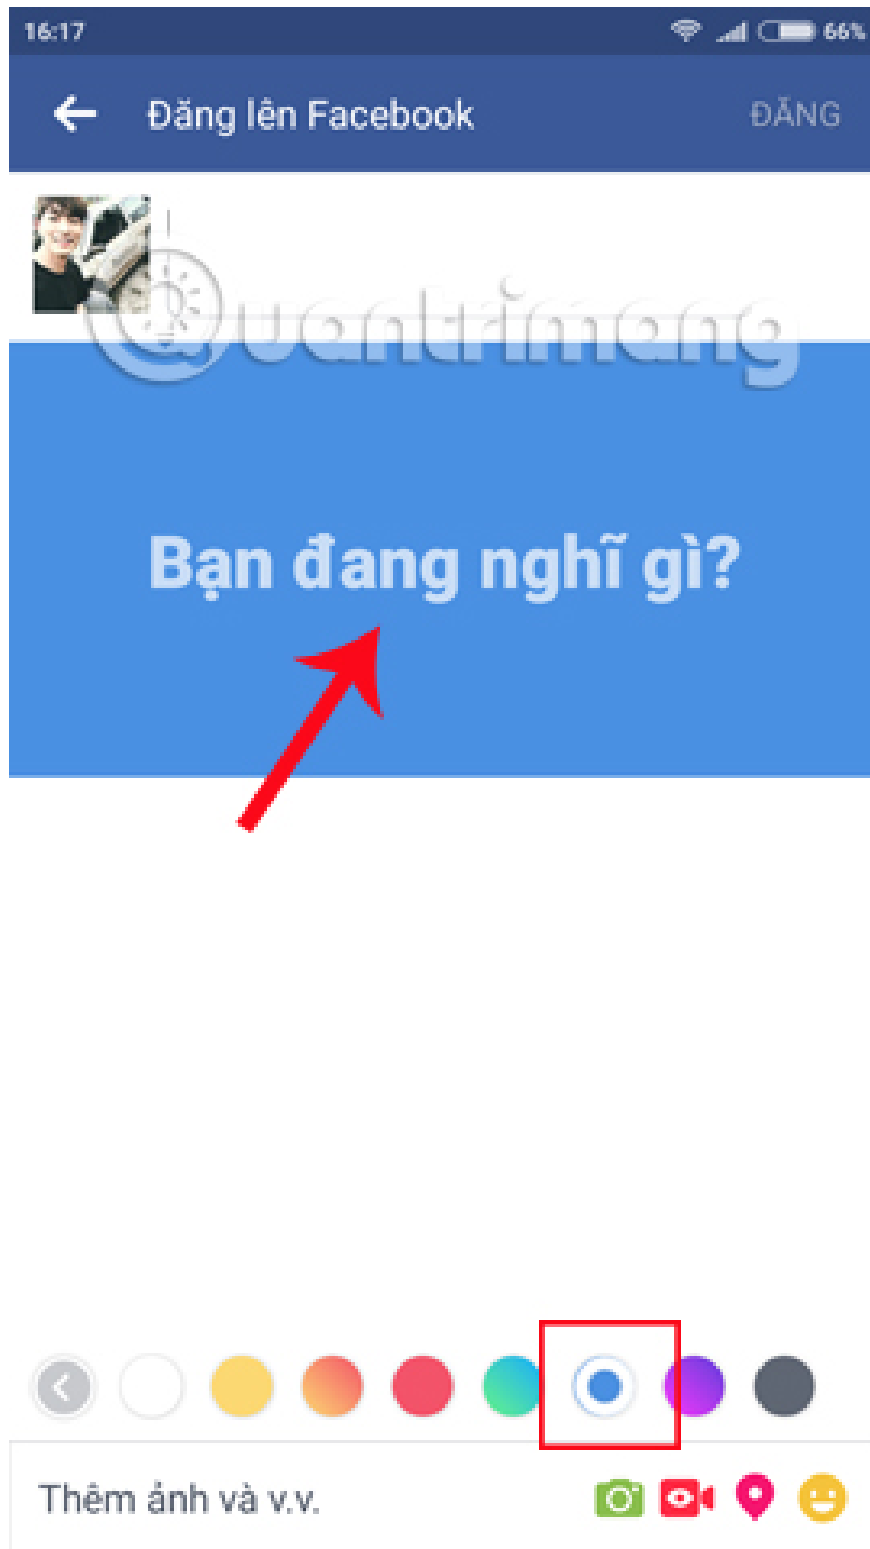 16:17
66%
Đăng lên Facebook
ĐĂNG
Quantrimang
Bạn đang nghĩ gì?
Thêm ảnh và v.v.